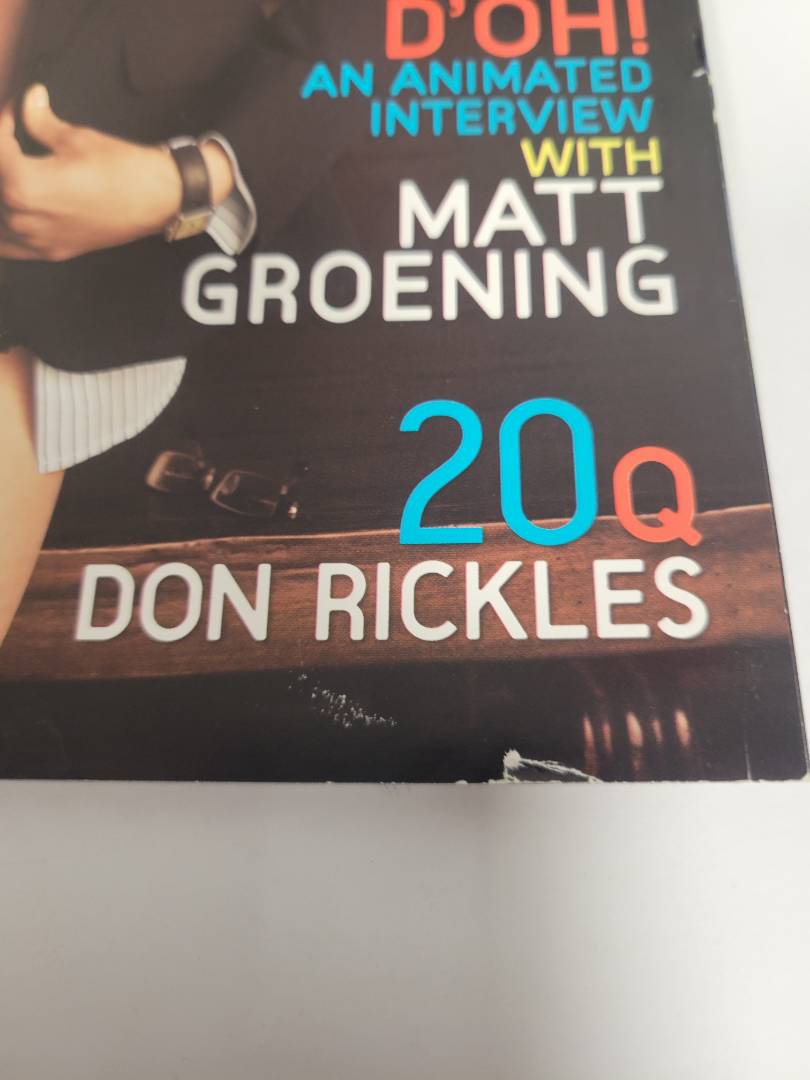 D'OH!
AN ANIMATED
INTERVIEW
WITH
MATT
GROENING
20Q
DON RICKLES